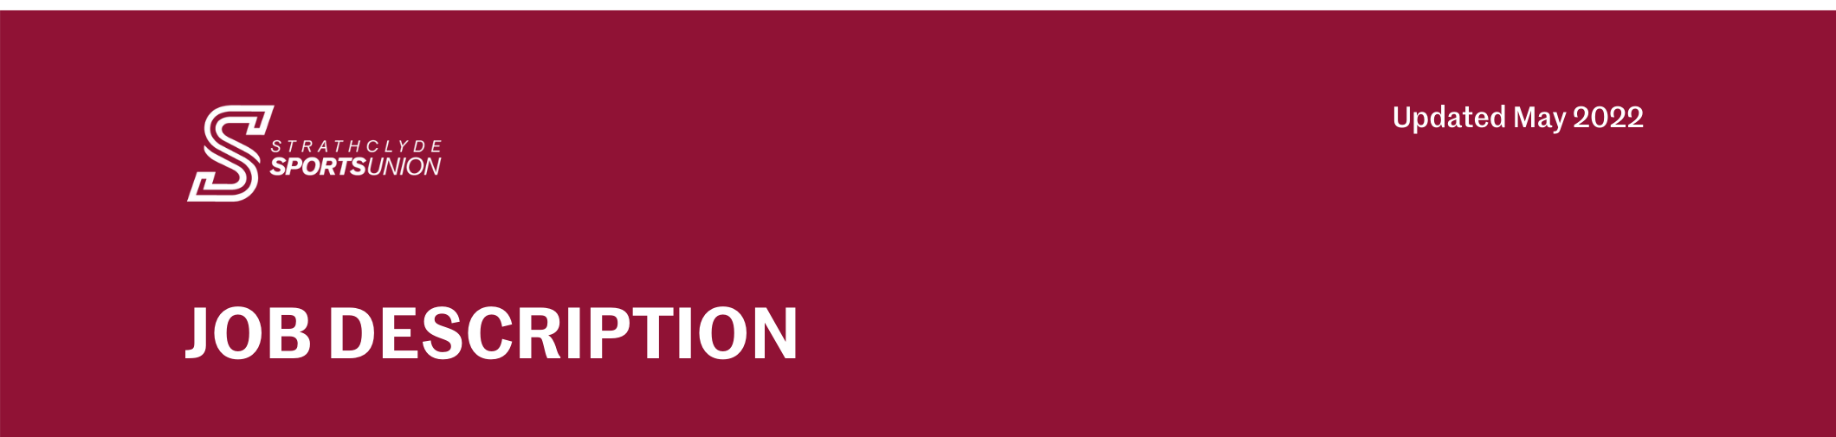 Updated May 2022
STRATHCLYDE
SPORTSUNION
JOB DESCRIPTION